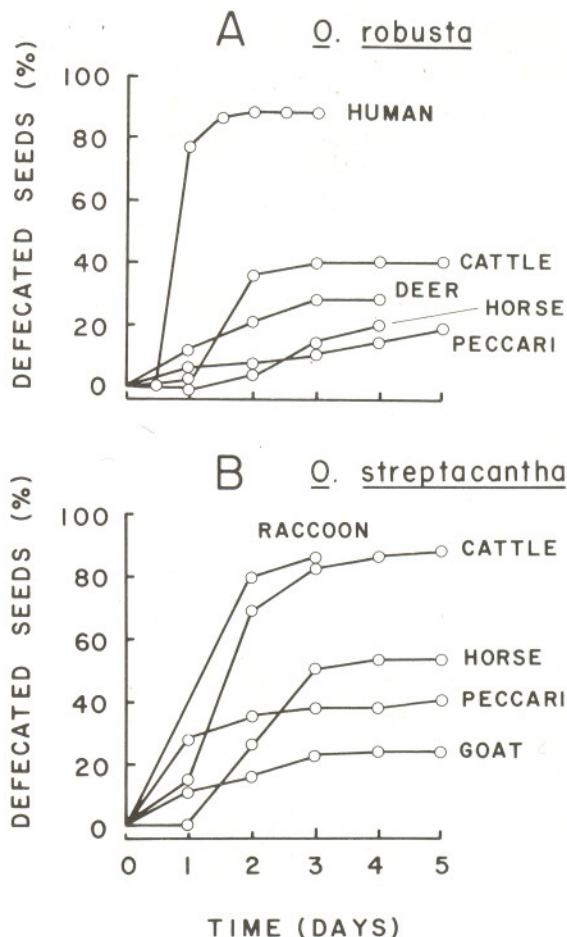 A O. robusta
DEFECATED SEEDS (%)
100
80
60
40
20
0
HUMAN
CATTLE
DEER
HORSE
PECCARI
B O. streptacantha
DEFECATED SEEDS (%)
100
80
60
40
20
0
RACCOON
CATTLE
HORSE
PECCARI
GOAT
0 1 2 3 4 5
TIME (DAYS)